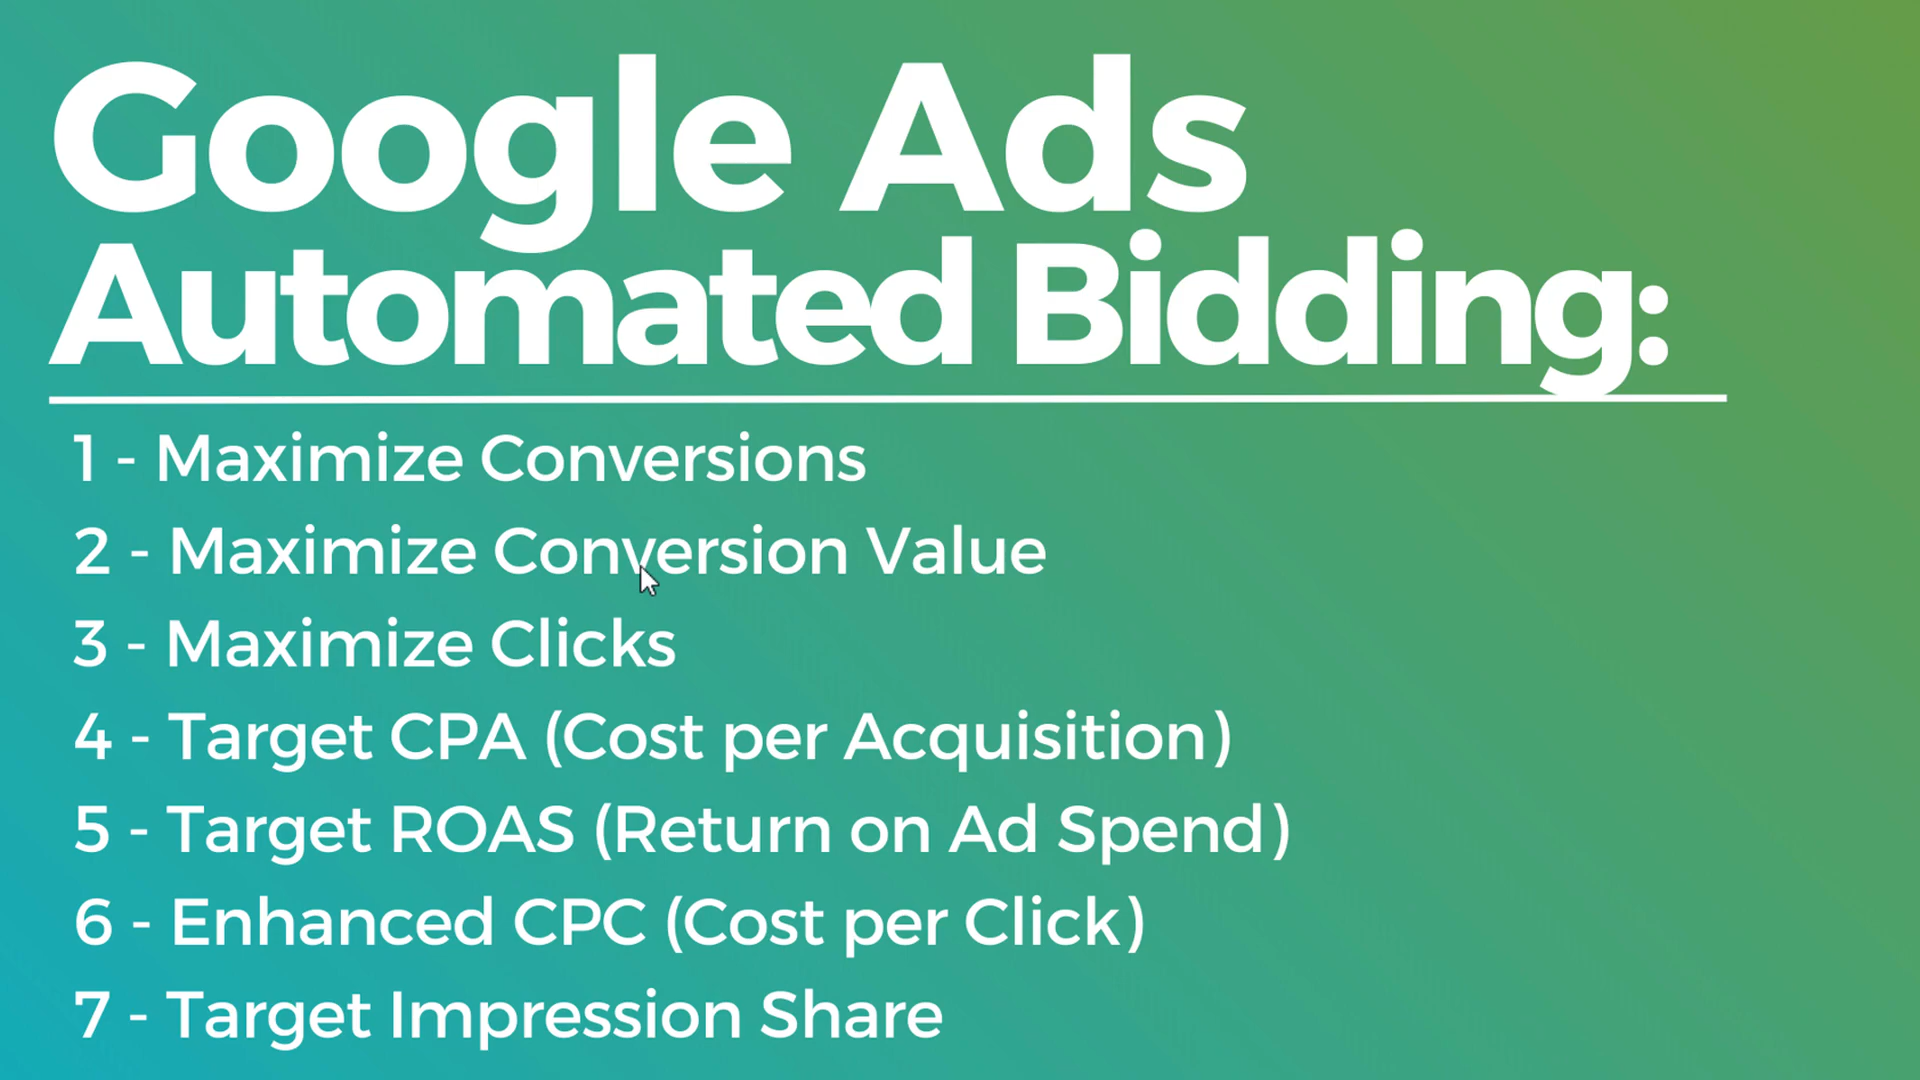 Google Ads
Automated Bidding:
1 - Maximize Conversions
2 - Maximize Conversion Value
3 - Maximize Clicks
4 - Target CPA (Cost per Acquisition)
5 - Target ROAS (Return on Ad Spend)
6 - Enhanced CPC (Cost per Click)
7 - Target Impression Share